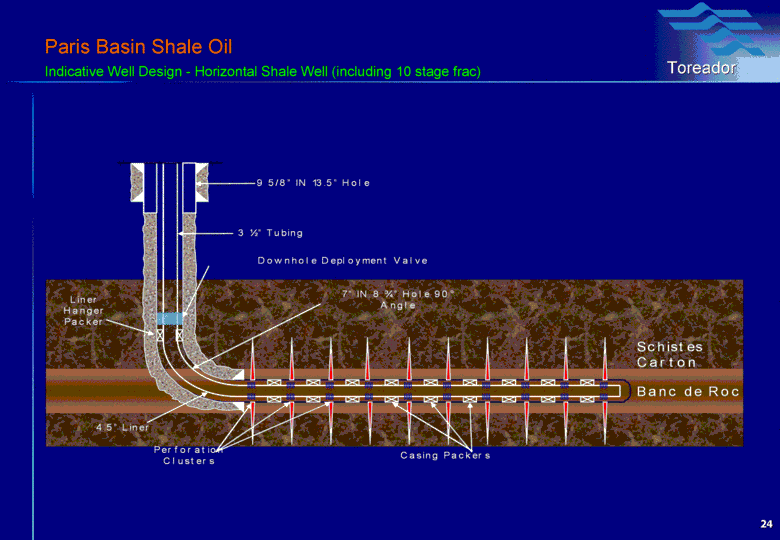 Paris Basin Shale Oil
Indicative Well Design - Horizontal Shale Well (including 10 stage frac)
Toreador
9 5/8" IN 13.5" Hole
3 ½" Tubing
Downhole Deployment Valve
Liner
Hanger
Packer
7" IN 8 ¾" Hole 90°
Angle
Schistes
Carton
Banc de Roc
4.5" Liner
Perforation
Clusters
Casing Packers
24